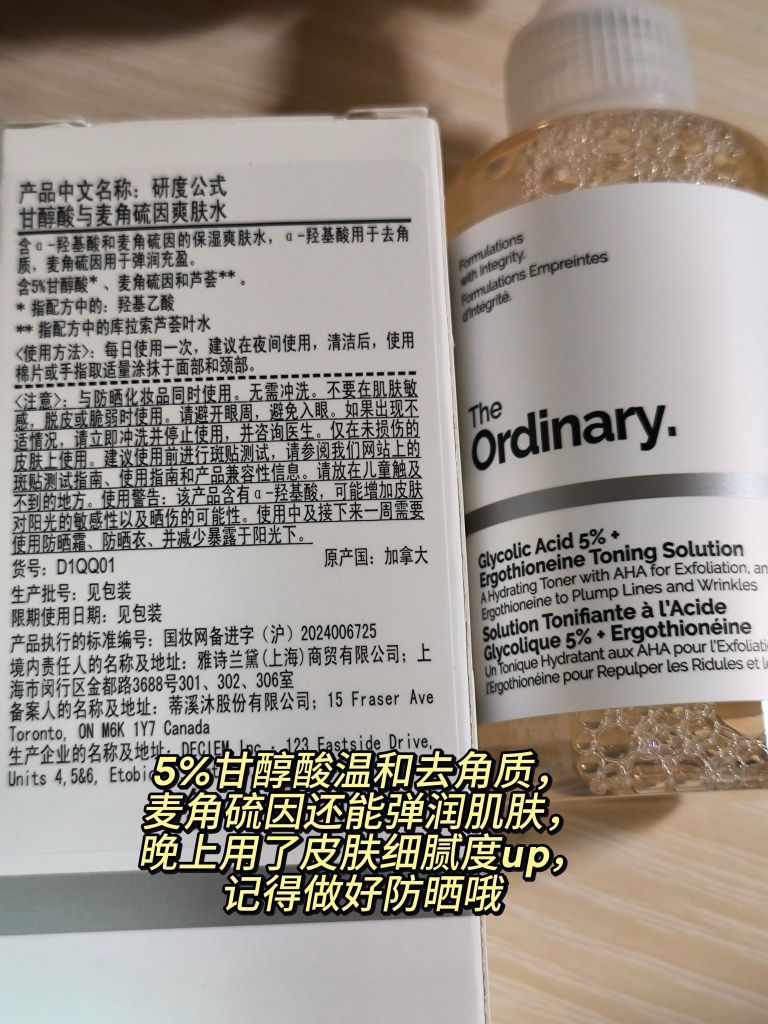 产品中文名称：研度公式
甘醇酸与麦角硫因爽肤水
含α-羟基酸和麦角硫因的保湿爽肤水，α-羟基酸用于去角
质，麦角硫因用于弹润充盈。
含5%甘醇酸*、麦角硫因和芦荟**。
* 指配方中的：羟基乙酸
** 指配方中的库拉索芦荟叶水
<使用方法>：每日使用一次，建议在夜间使用，清洁后，使用
棉片或手指取适量涂抹于面部和颈部。
<注意>：与防晒化妆品同时使用。无需冲洗。不要在肌肤敏
感，脱皮或脆弱时使用。请避开眼周，避免入眼。如果出现不
适情况，请立即冲洗并停止使用，并咨询医生。仅在未损伤的
皮肤上使用。建议使用前进行斑贴测试，请参阅我们网站上的
斑贴测试指南、使用指南和产品兼容性信息。请放在儿童触及
不到的地方。使用警告：该产品含有α-羟基酸，可能增加皮肤
对阳光的敏感性以及晒伤的可能性。使用中及接下来一周需要
使用防晒霜、防晒衣、并减少暴露于阳光下。
货号：D1QQ01 原产国：加拿大
生产批号：见包装
限期使用日期：见包装
产品执行的标准编号：国妆网备进字（沪）2024006725
境内责任人的名称及地址：雅诗兰黛(上海)商贸有限公司；上
海市闵行区金都路3688号301、302、306室
备案人的名称及地址：蒂溪沐股份有限公司；15 Fraser Ave
Toronto, ON M6K 1Y7 Canada
生产企业的名称及地址：DECIEM Inc. 123 Eastside Drive,
Units 4,5&6, Etobic
Formulations
with Integrity.
Formulations Empreintes
d'Intégrité.
The
Ordinary.
Glycolic Acid 5% +
Ergothioneine Toning Solution
A Hydrating Toner with AHA for Exfoliation, an
Ergothioneine to Plump Lines and Wrinkles
Solution Tonifiante à l'Acide
Glycolique 5% + Ergothionéine
Un Tonique Hydratant aux AHA pour l'Exfoliati
l'Ergothionéine pour Repulper les Ridules et le
5%甘醇酸温和去角质，
麦角硫因还能弹润肌肤，
晚上用了皮肤细腻度up，
记得做好防晒哦